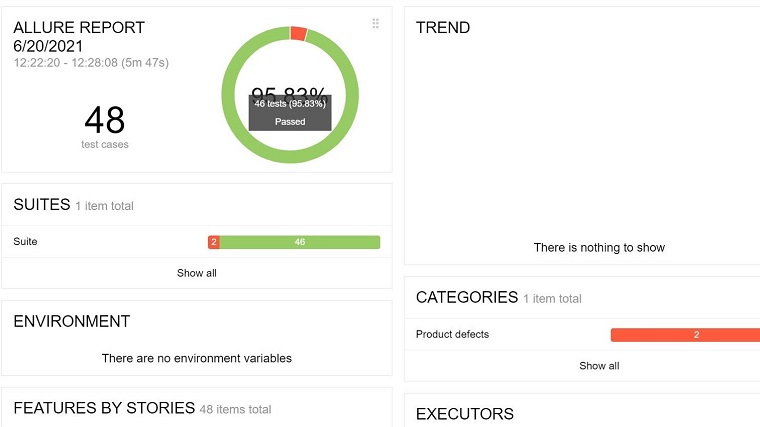 ALLURE REPORT
6/20/2021
12:22:20 - 12:28:08 (5m 47s)
48
test cases
95.83%
46 tests (95.83%)
Passed
SUITES 1 item total
Suite
2
46
Show all
ENVIRONMENT
There are no environment variables
FEATURES BY STORIES 48 items total
TREND
There is nothing to show
CATEGORIES 1 item total
Product defects
2
Show all
EXECUTORS